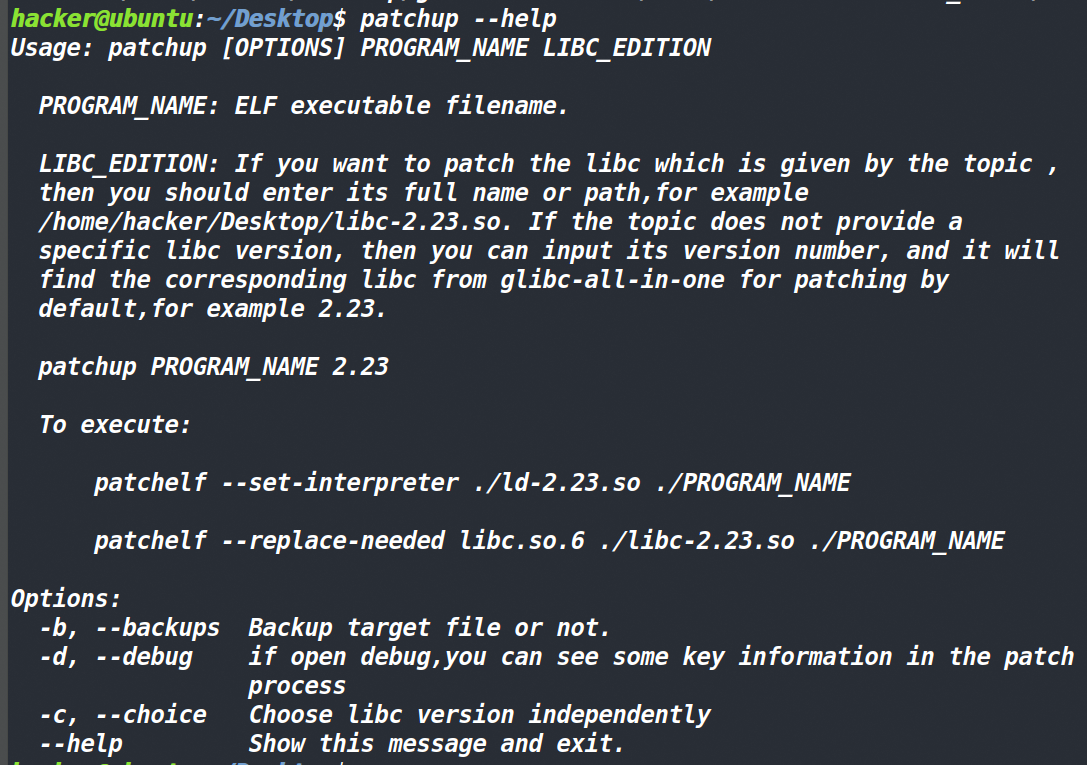 hacker@ubuntu:~/Desktop$ patchup --help
Usage: patchup [OPTIONS] PROGRAM_NAME LIBC_EDITION
PROGRAM_NAME: ELF executable filename.
LIBC_EDITION: If you want to patch the libc which is given by the topic ,
then you should enter its full name or path,for example
/home/hacker/Desktop/libc-2.23.so. If the topic does not provide a
specific libc version, then you can input its version number, and it will
find the corresponding libc from glibc-all-in-one for patching by
default,for example 2.23.
patchup PROGRAM_NAME 2.23
To execute:
patchelf --set-interpreter ./ld-2.23.so ./PROGRAM_NAME
patchelf --replace-needed libc.so.6 ./libc-2.23.so ./PROGRAM_NAME
Options:
-b, --backups  Backup target file or not.
-d, --debug    if open debug,you can see some key information in the patch
process
-c, --choice   Choose libc version independently
--help         Show this message and exit.